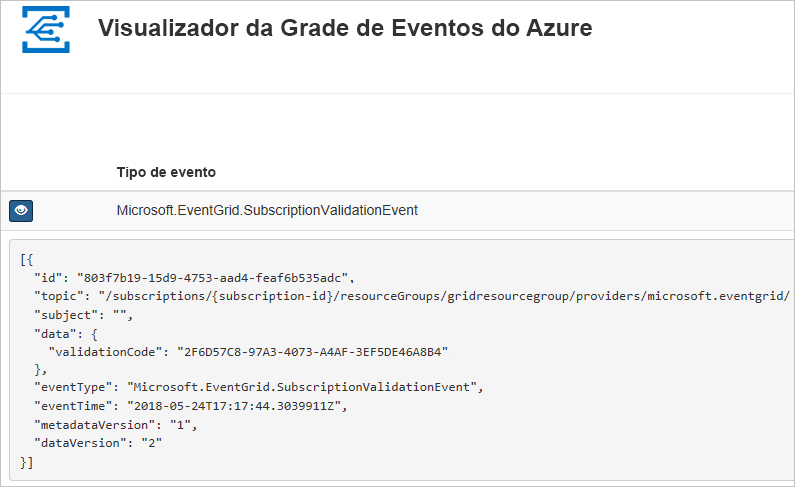 Visualizador da Grade de Eventos do Azure
Tipo de evento
Microsoft.EventGrid.SubscriptionValidationEvent
[{
  "id": "803f7b19-15d9-4753-aad4-feaf6b535adc",
  "topic": "/subscriptions/{subscription-id}/resourceGroups/gridresourcegroup/providers/microsoft.eventgrid/
  "subject": "",
  "data": {
    "validationCode": "2F6D57C8-97A3-4073-A4AF-3EF5DE46A8B4"
  },
  "eventType": "Microsoft.EventGrid.SubscriptionValidationEvent",
  "eventTime": "2018-05-24T17:17:44.3039911Z",
  "metadataVersion": "1",
  "dataVersion": "2"
}]